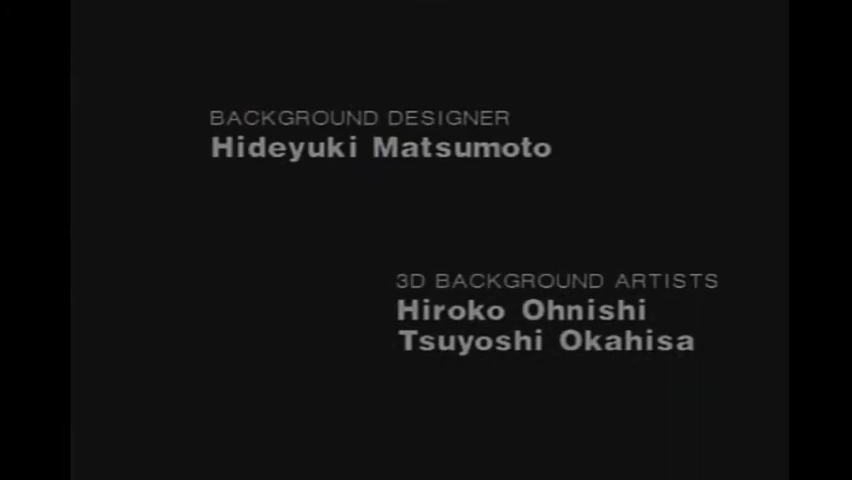 BACKGROUND DESIGNER
Hideyuki Matsumoto
3D BACKGROUND ARTISTS
Hiroko Ohnishi
Tsuyoshi Okahisa